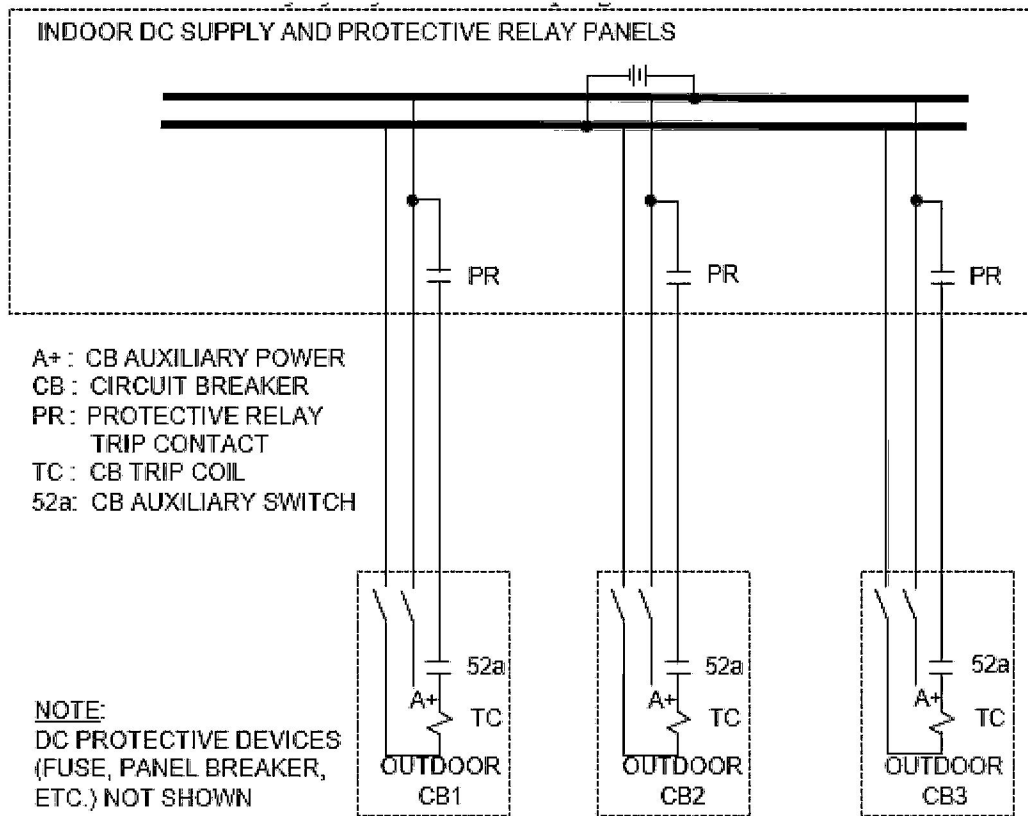 INDOOR DC SUPPLY AND PROTECTIVE RELAY PANELS
PR
PR
PR
A+ : CB AUXILIARY POWER
CB : CIRCUIT BREAKER
PR : PROTECTIVE RELAY
TRIP CONTACT
TC : CB TRIP COIL
52a: CB AUXILIARY SWITCH
52a
52a
52a
A+
A+
A+
TC
TC
TC
NOTE:
DC PROTECTIVE DEVICES
(FUSE, PANEL BREAKER,
ETC.) NOT SHOWN
OUTDOOR
CB1
OUTDOOR
CB2
OUTDOOR
CB3